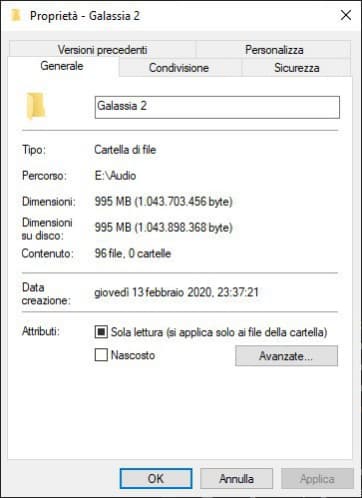 Proprietà - Galassia 2
Versioni precedenti Personalizza
Generale Condivisione Sicurezza
Galassia 2
Tipo: Cartella di file
Percorso: E:\Audio
Dimensioni: 995 MB (1.043.703.456 byte)
Dimensioni
su disco: 995 MB (1.043.898.368 byte)
Contenuto: 96 file, 0 cartelle
Data
creazione: giovedì 13 febbraio 2020, 23:37:21
Attributi: Sola lettura (si applica solo ai file della cartella)
Nascosto Avanzate...
OK Annulla Applica